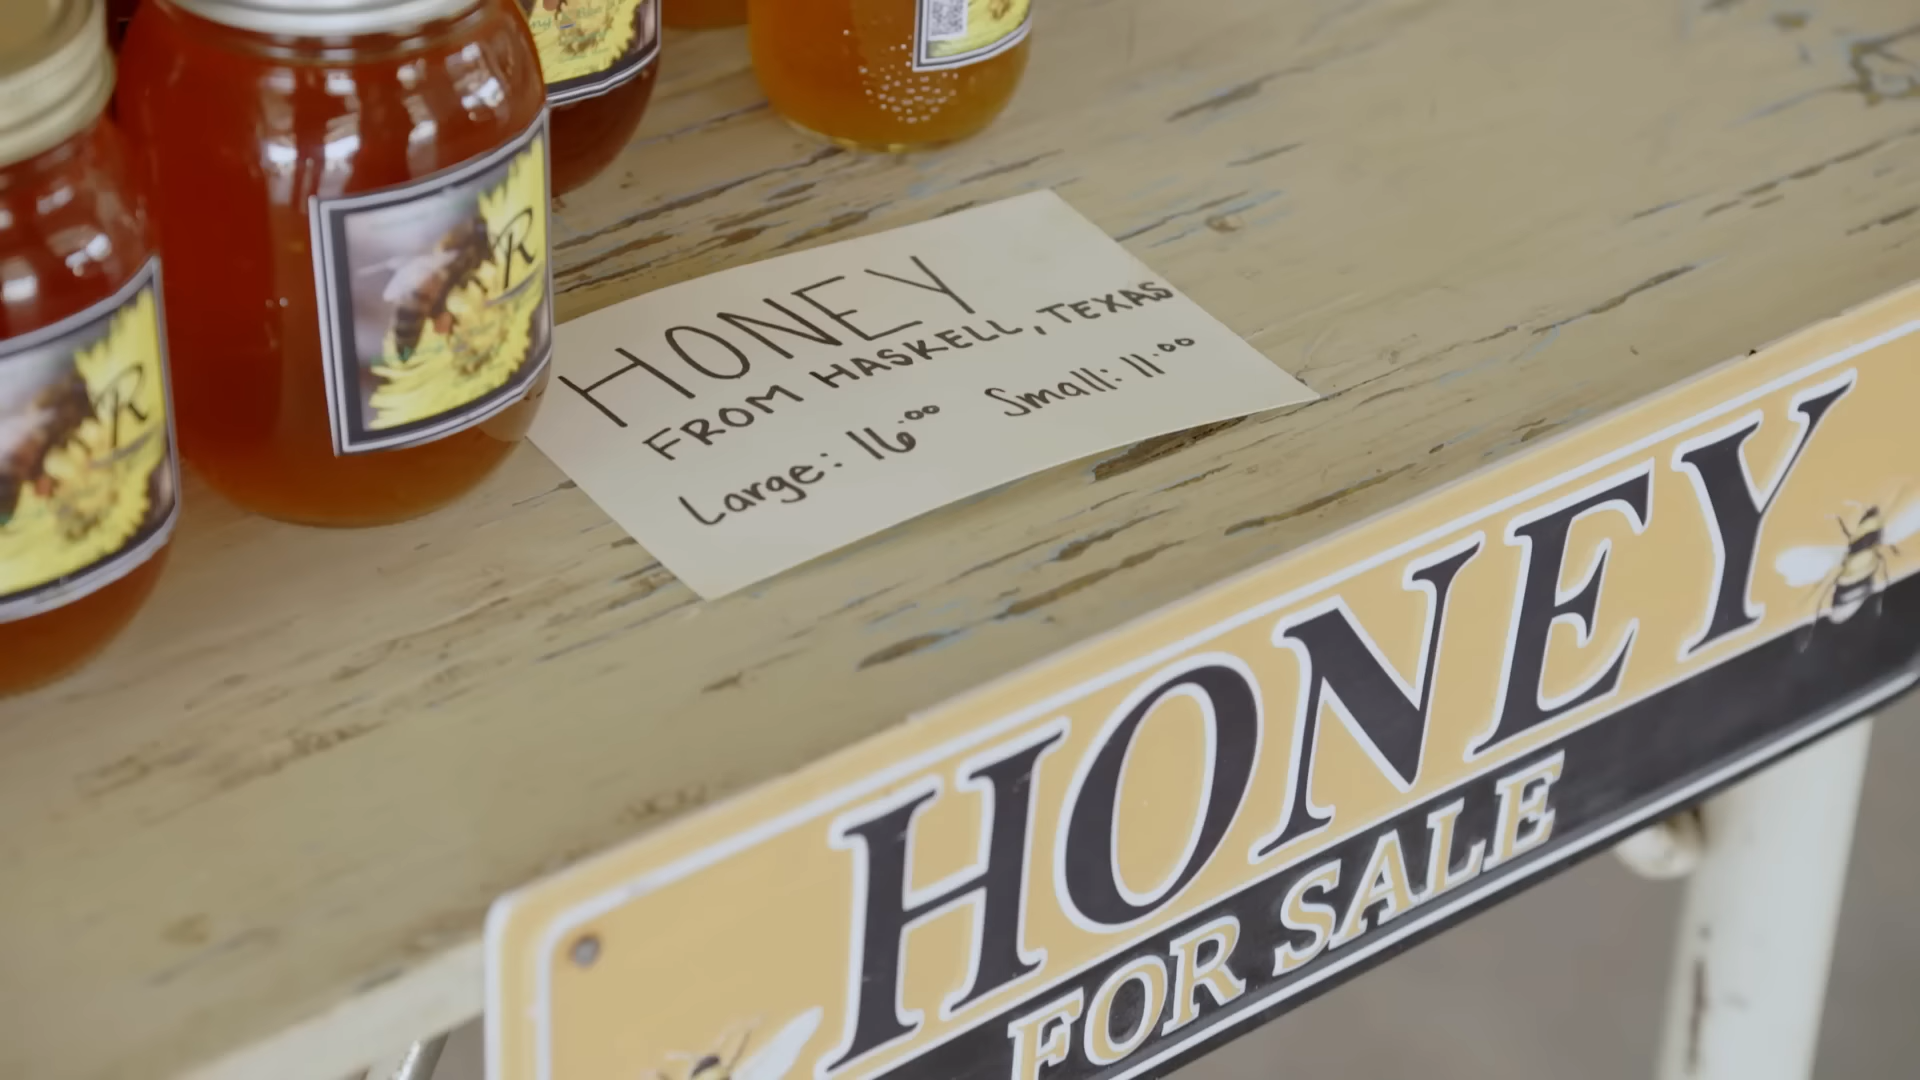 R
R
HONEY
FROM HASKELL, TEXAS
Large: 16.00 Small: 11.00
HONEY
FOR SALE